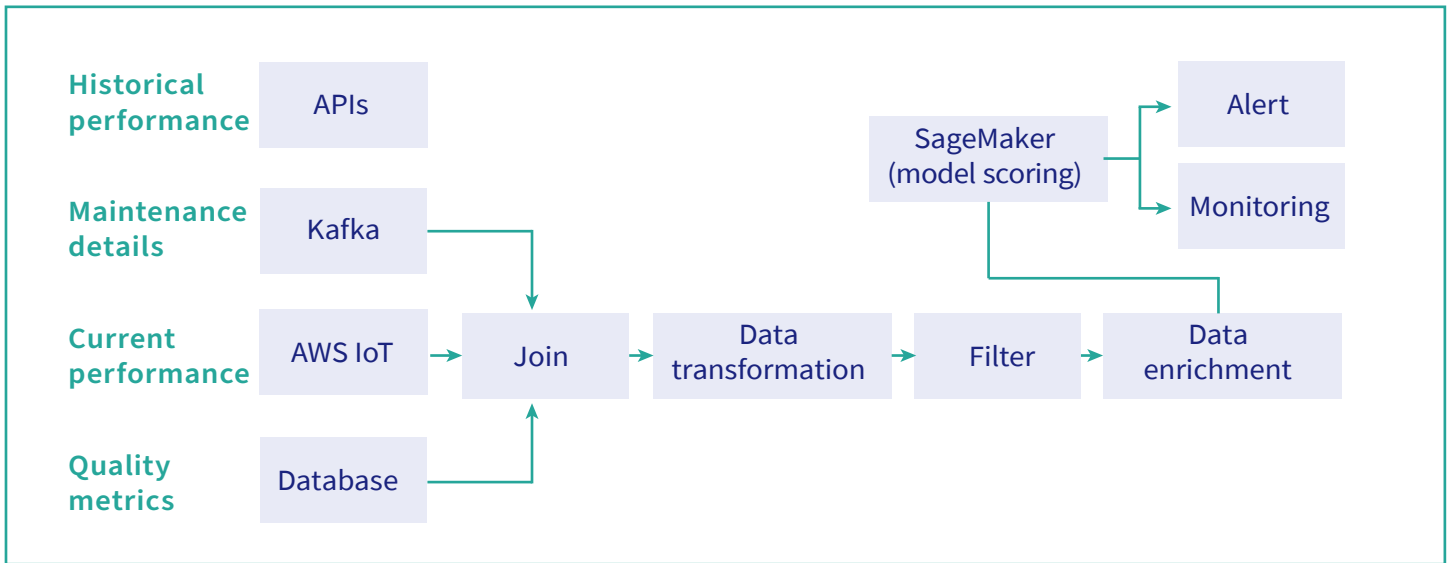 Historical
performance
APIs
Maintenance
details
Kafka
Current
performance
AWS IoT
Quality
metrics
Database
Join
Data
transformation
Filter
Data
enrichment
SageMaker
(model scoring)
Alert
Monitoring